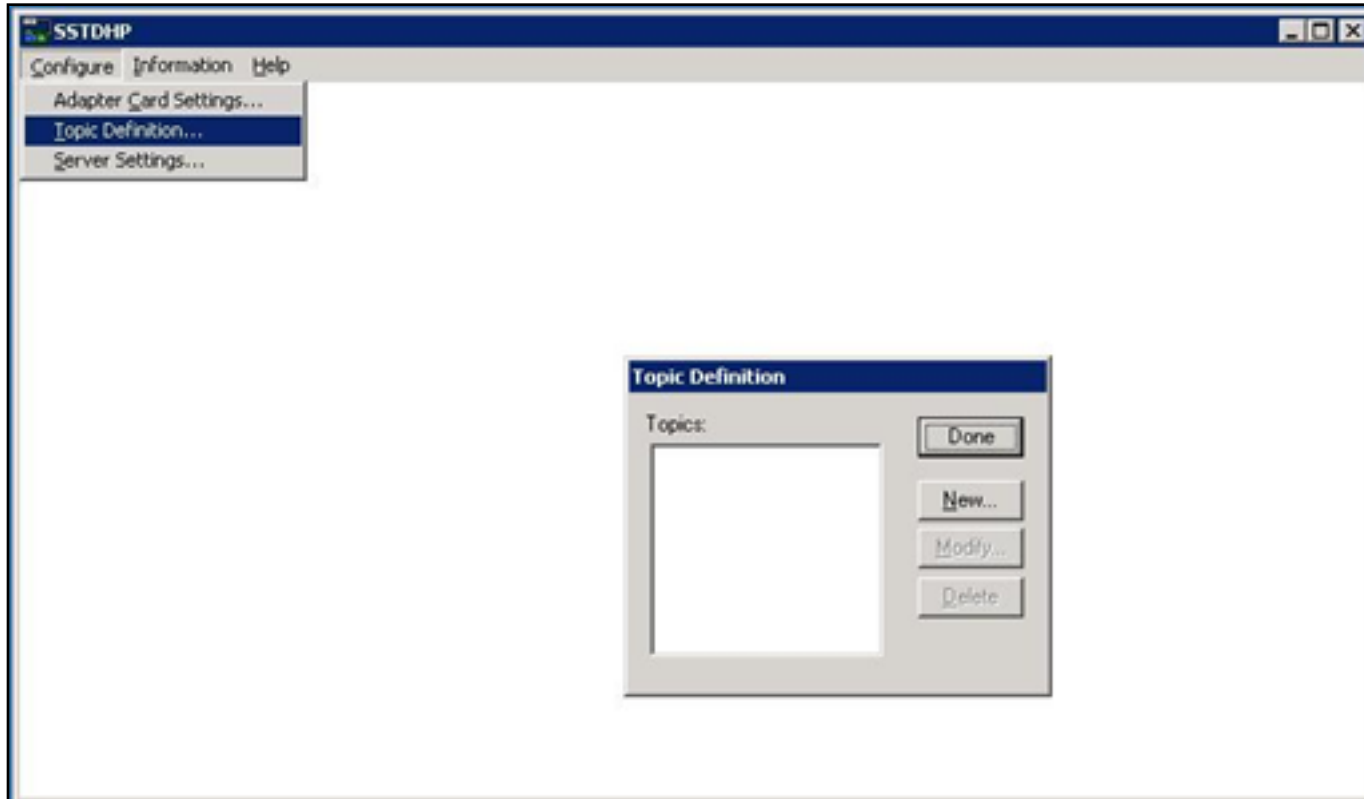 SSTDHP
Configure Information Help
Adapter Card Settings...
Topic Definition...
Server Settings...
Topic Definition
Topics:
Done
New...
Modify...
Delete